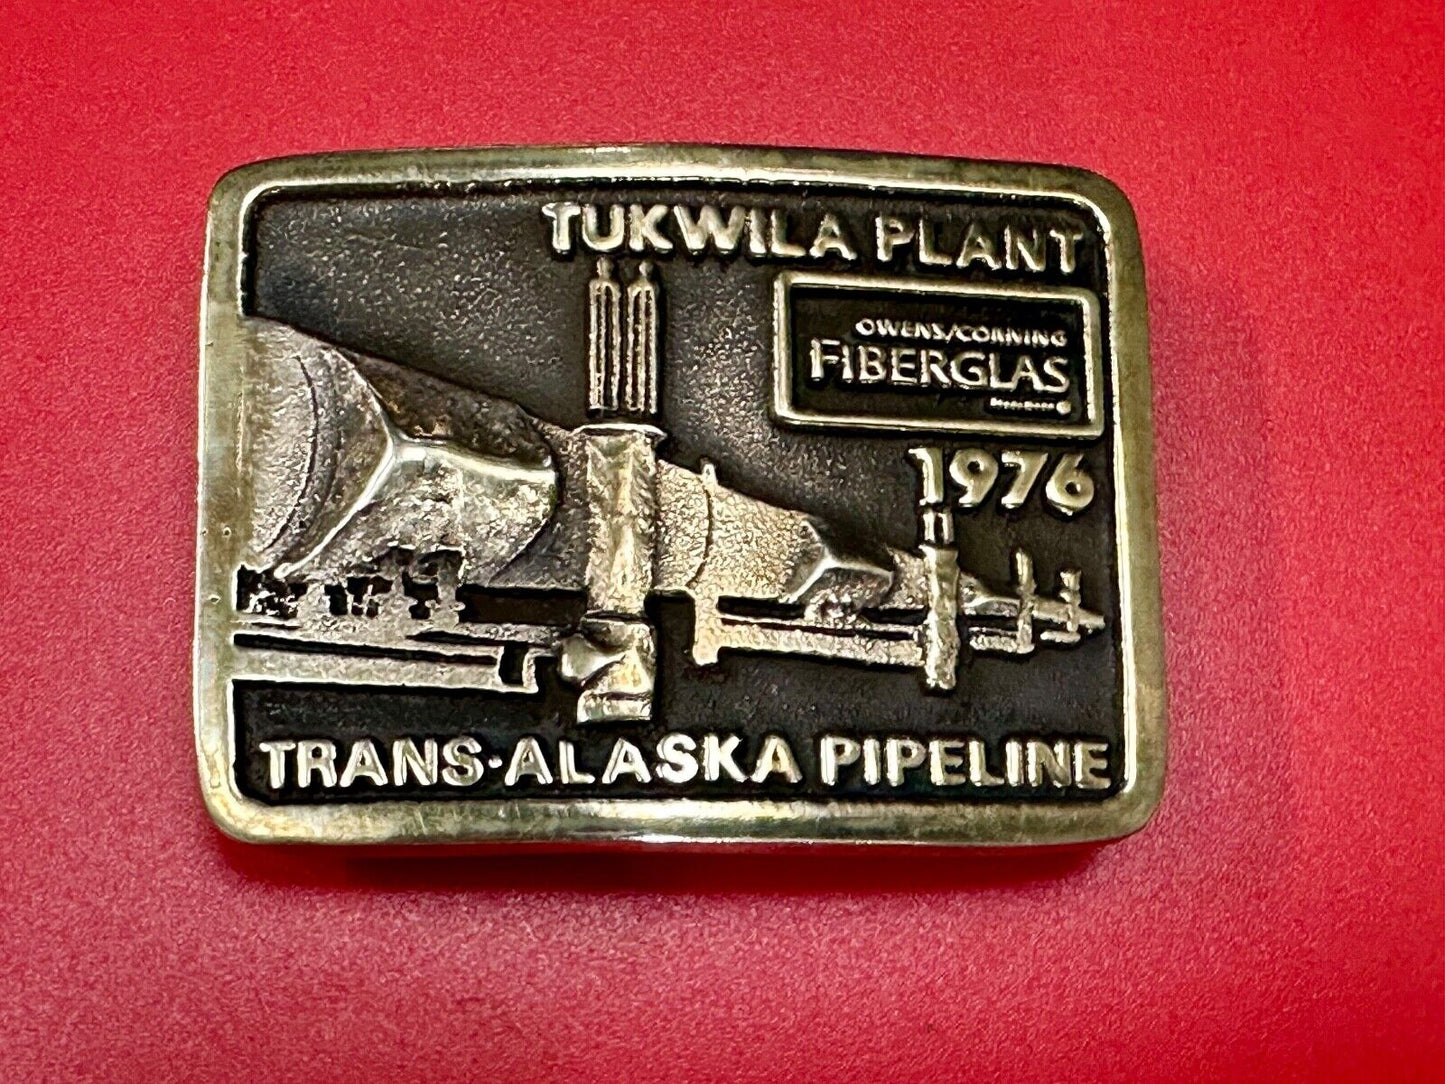 TUKWILA PLANT
OWENS/CORNING
FIBERGLAS
1976
TRANS-ALASKA PIPELINE